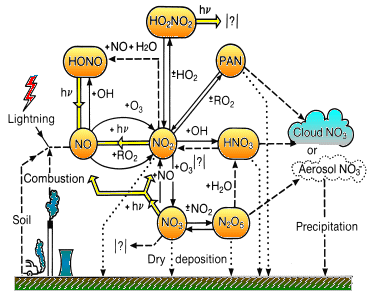 HO2NO2
hν
|?|
+NO+H2O
HONO
PAN
hν
+OH
±HO2
±RO2
Lightning
+O3
NO
+hν
+RO2
NO2
+OH
HNO3
Cloud NO3-
or
Aerosol NO3-
+O3
|?|
+NO
+H2O
Combustion
+hν
Soil
NO3
±NO2
N2O5
Precipitation
|?|
Dry deposition